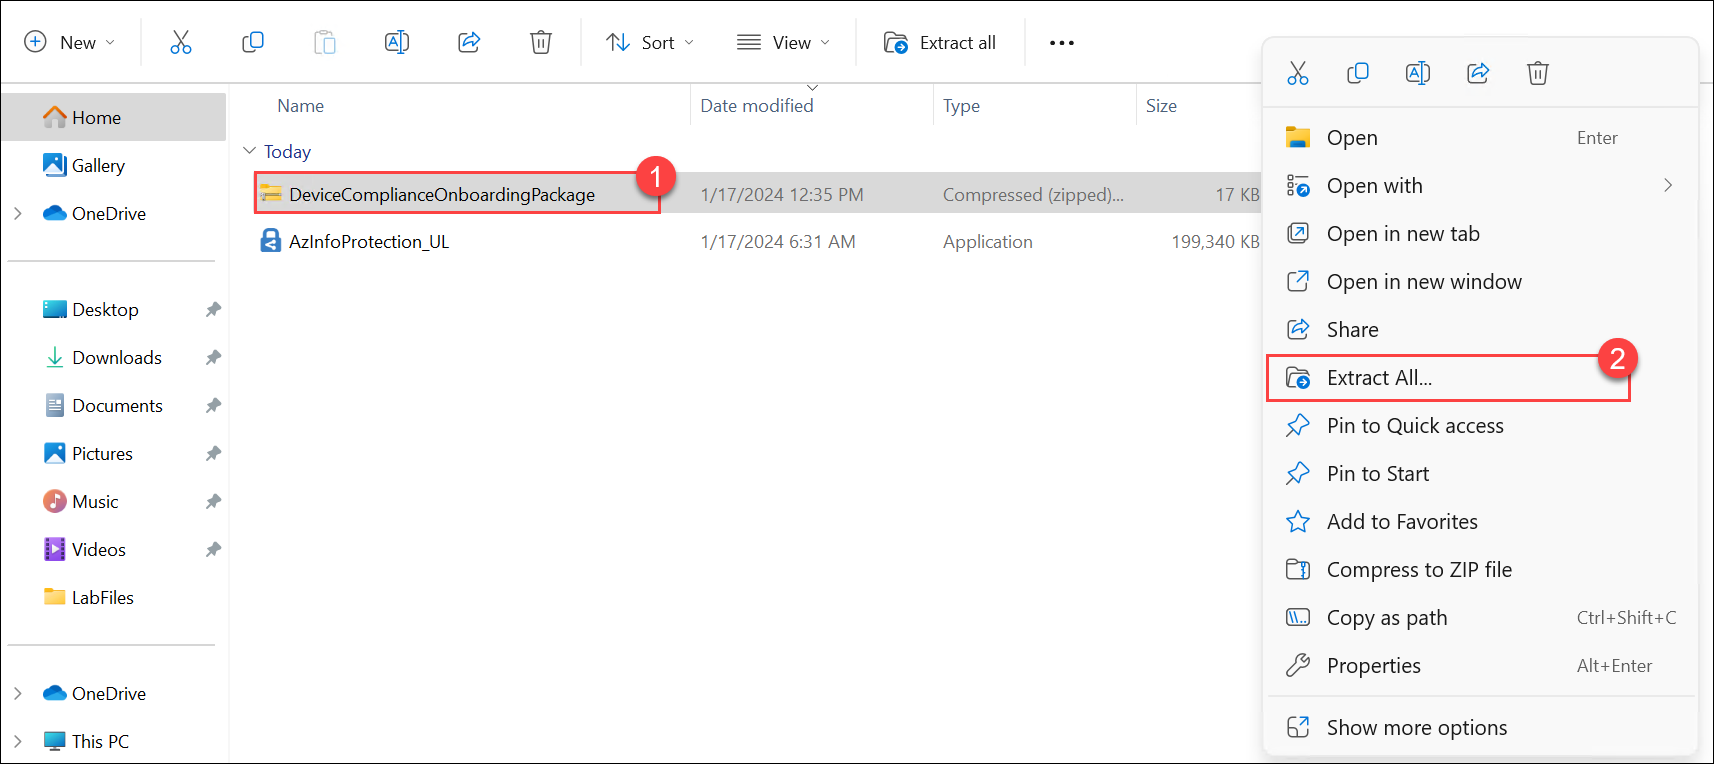 New
Sort
View
Extract all
Home
Gallery
OneDrive
Desktop
Downloads
Documents
Pictures
Music
Videos
LabFiles
OneDrive
This PC
Name Date modified Type Size
Today
DeviceComplianceOnboardingPackage 1 1/17/2024 12:35 PM Compressed (zipped)... 17 KB
AzInfoProtection_UL 1/17/2024 6:31 AM Application 199,340 KB
Open Enter
Open with
Open in new tab
Open in new window
Share
Extract All... 2
Pin to Quick access
Pin to Start
Add to Favorites
Compress to ZIP file
Copy as path Ctrl+Shift+C
Properties Alt+Enter
Show more options